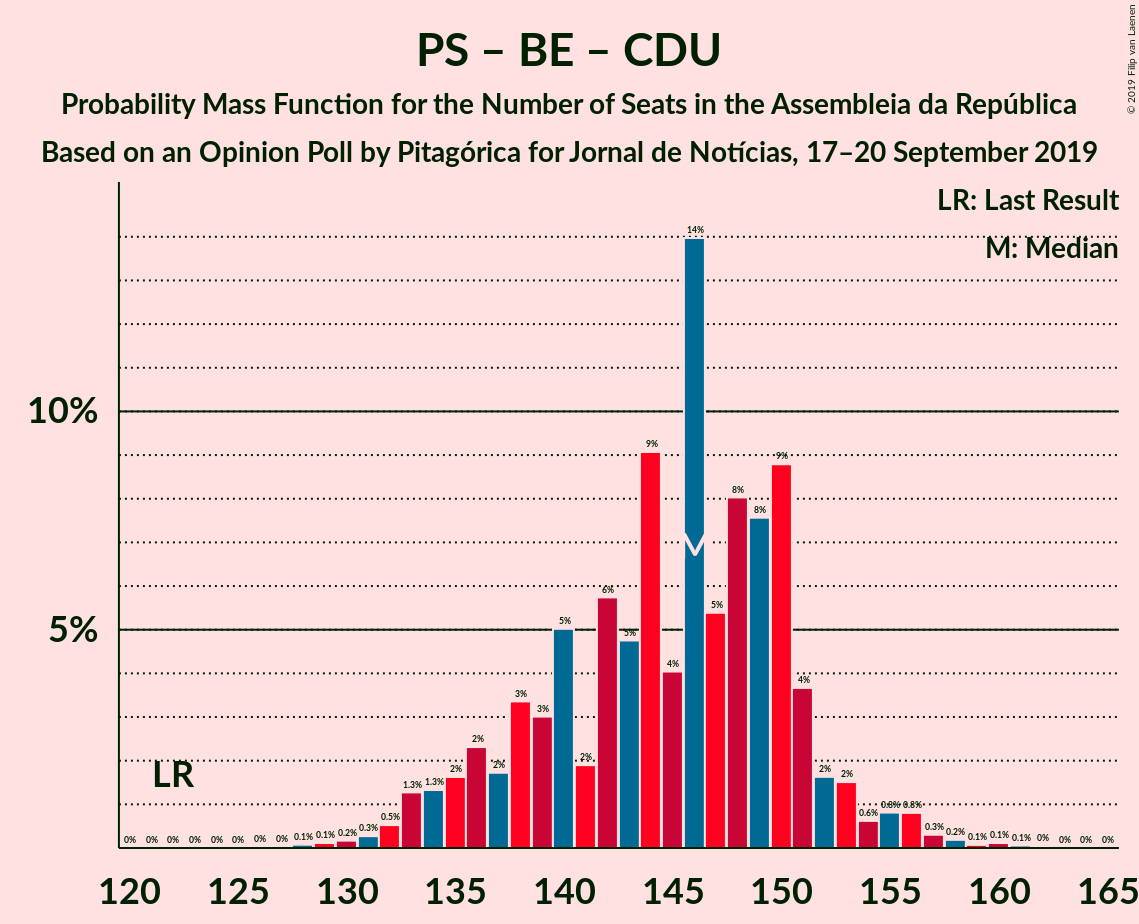 PS – BE – CDU
Probability Mass Function for the Number of Seats in the Assembleia da República
Based on an Opinion Poll by Pitagórica for Jornal de Notícias, 17–20 September 2019
© 2019 Filip van Laenen
LR: Last Result
M: Median
10%
5%
LR
0% 0% 0% 0% 0% 0% 0% 0% 0.1% 0.1% 0.2% 0.3% 0.5% 1.3% 1.3% 2% 2% 2% 3% 3% 5% 2% 6% 5% 9% 4% 14% 5% 8% 8% 9% 4% 2% 2% 0.6% 0.8% 0.8% 0.3% 0.2% 0.1% 0.1% 0.1% 0% 0% 0% 0%
M
120 125 130 135 140 145 150 155 160 165